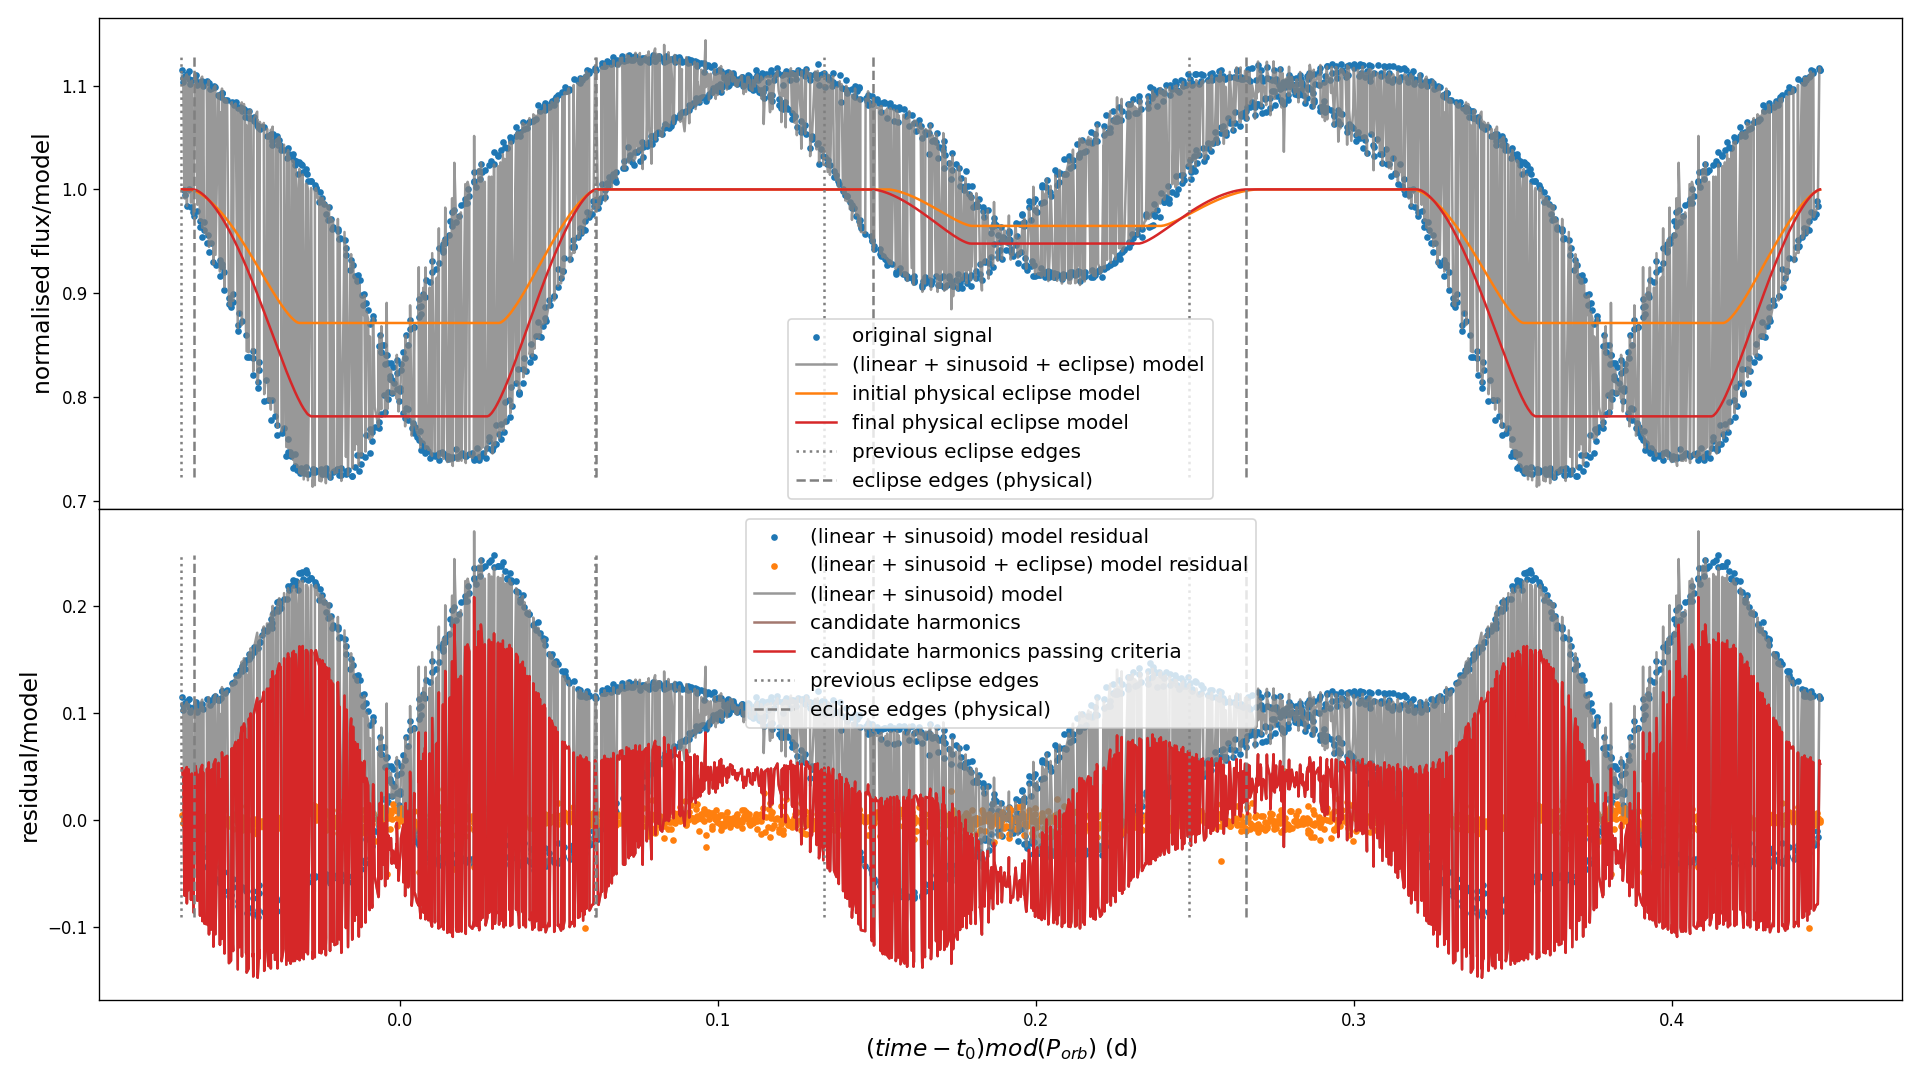 normalised flux/model
1.1
1.0
0.9
0.8
0.7
original signal
(linear + sinusoid + eclipse) model
initial physical eclipse model
final physical eclipse model
previous eclipse edges
eclipse edges (physical)
residual/model
0.2
0.1
0.0
−0.1
(linear + sinusoid) model residual
(linear + sinusoid + eclipse) model residual
(linear + sinusoid) model
candidate harmonics
candidate harmonics passing criteria
previous eclipse edges
eclipse edges (physical)
0.0 0.1 0.2 0.3 0.4
(time − t₀)mod(P_orb) (d)